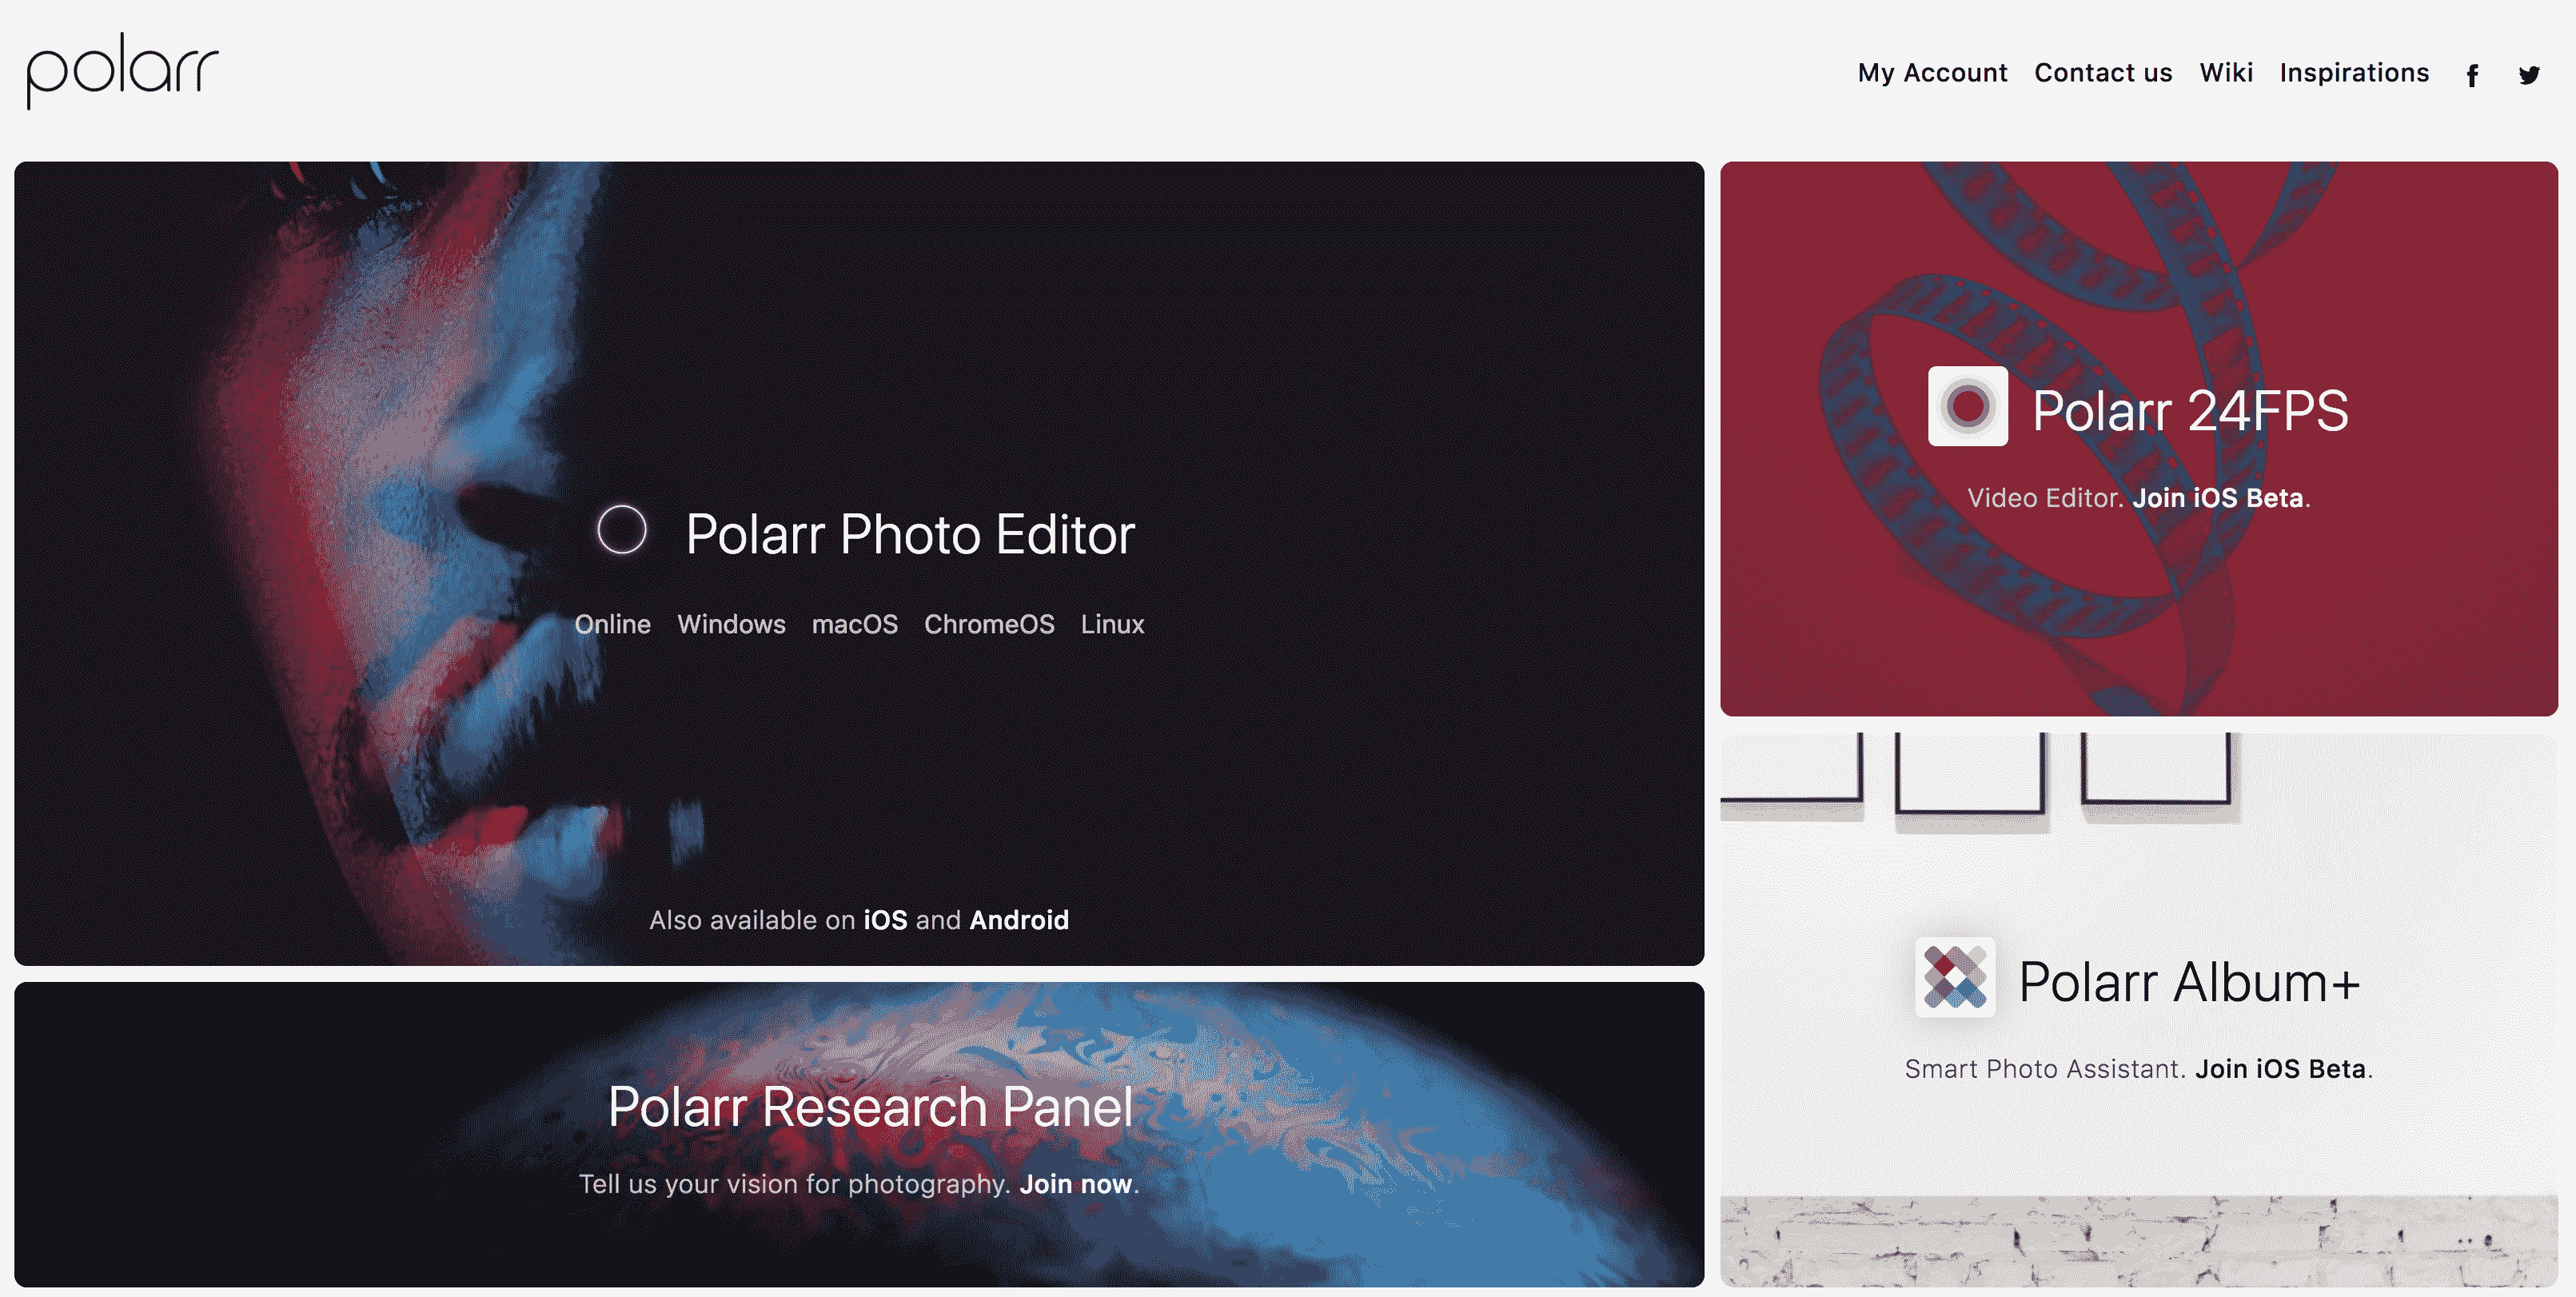 polarr
My Account Contact us Wiki Inspirations
Polarr Photo Editor
Online Windows macOS ChromeOS Linux
Also available on iOS and Android
Polarr 24FPS
Video Editor. Join iOS Beta.
Polarr Album+
Smart Photo Assistant. Join iOS Beta.
Polarr Research Panel
Tell us your vision for photography. Join now.